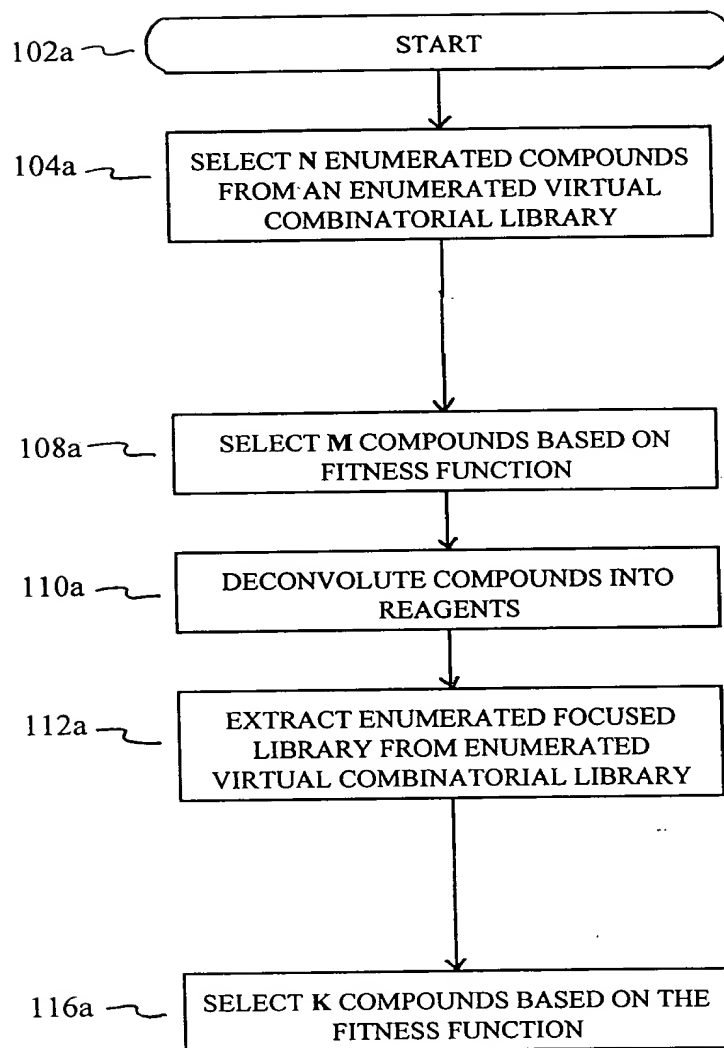 102a
START
104a
SELECT N ENUMERATED COMPOUNDS
FROM AN ENUMERATED VIRTUAL
COMBINATORIAL LIBRARY
108a
SELECT M COMPOUNDS BASED ON
FITNESS FUNCTION
110a
DECONVOLUTE COMPOUNDS INTO
REAGENTS
112a
EXTRACT ENUMERATED FOCUSED
LIBRARY FROM ENUMERATED
VIRTUAL COMBINATORIAL LIBRARY
116a
SELECT K COMPOUNDS BASED ON THE
FITNESS FUNCTION